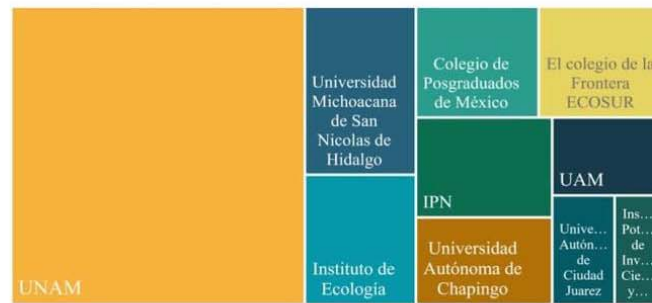 UNAM
Universidad
Michoacana
de San
Nicolas de
Hidalgo
Instituto de
Ecología
Colegio de
Posgraduados
de México
El colegio de la
Frontera
ECOSUR
IPN
UAM
Universidad
Autónoma de
Chapingo
Unive...
Autón...
de
Ciudad
Juarez
Ins...
Pot...
de
Inv...
Cie...
y...